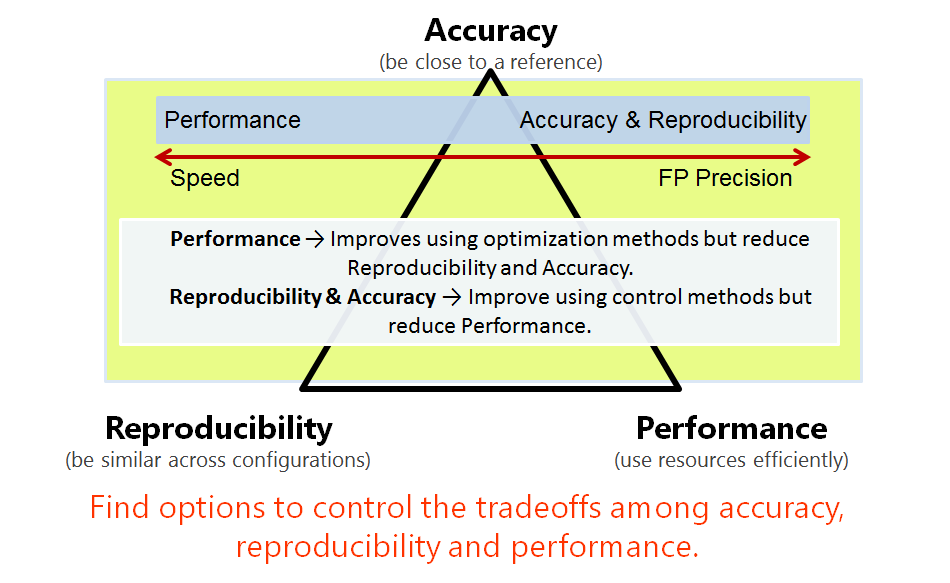 Accuracy
(be close to a reference)
Performance Accuracy & Reproducibility
Speed FP Precision
Performance → Improves using optimization methods but reduce
Reproducibility and Accuracy.
Reproducibility & Accuracy → Improve using control methods but
reduce Performance.
Reproducibility Performance
(be similar across configurations) (use resources efficiently)
Find options to control the tradeoffs among accuracy,
reproducibility and performance.